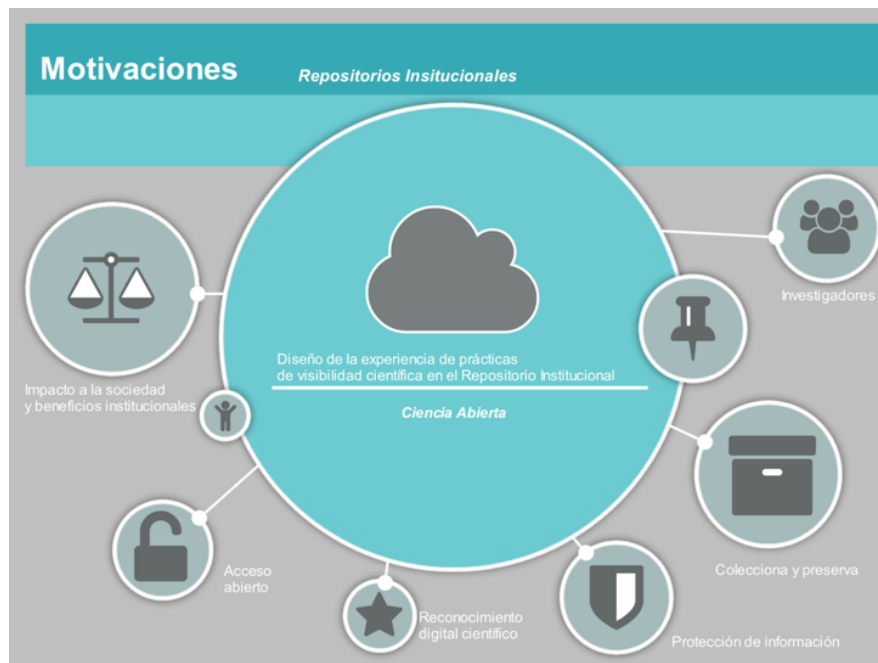 Motivaciones
Repositorios Insitucionales
Investigadores
Diseño de la experiencia de prácticas
de visibilidad científica en el Repositorio Institucional
Ciencia Abierta
Impacto a la sociedad
y beneficios institucionales
Acceso
abierto
Reconocimiento
digital científico
Protección de información
Colecciona y preserva